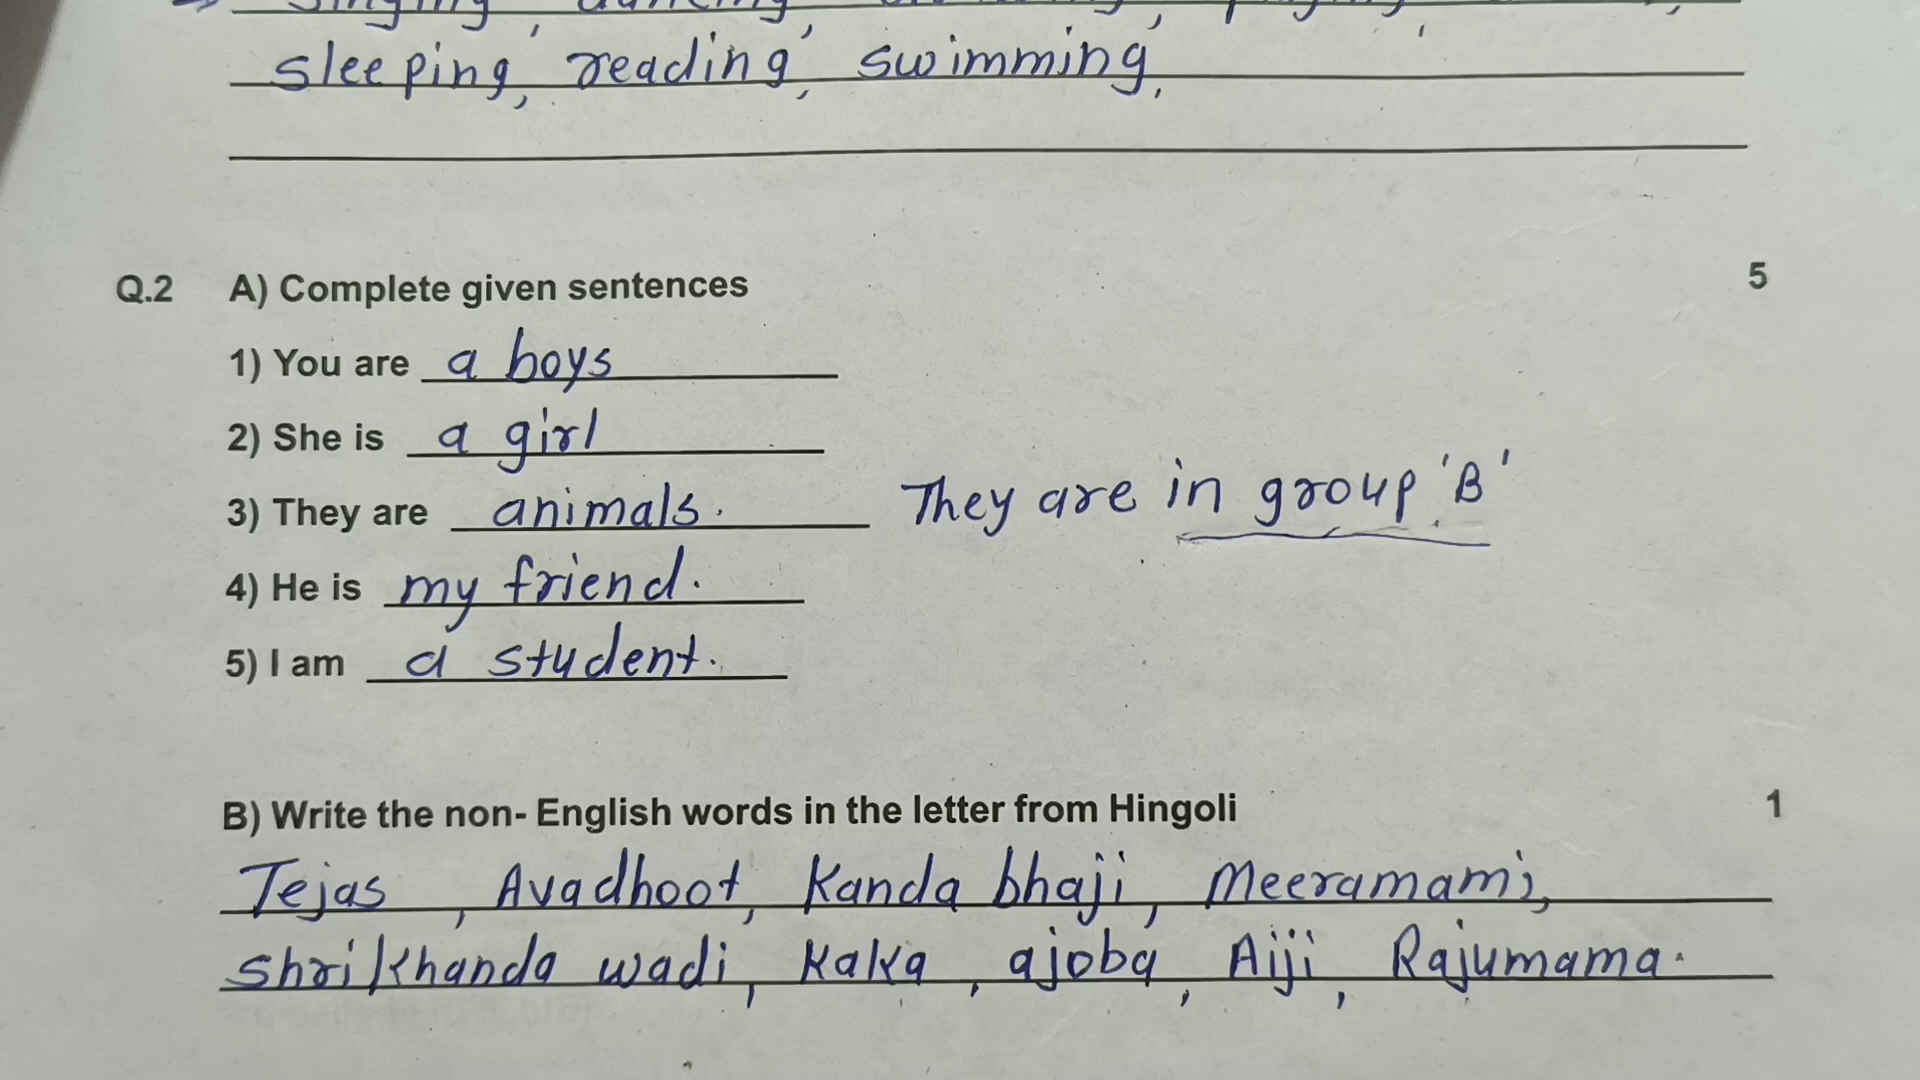 singing, dancing,
sleeping, reading, swimming,
Q.2 A) Complete given sentences 5
1) You are a boys
2) She is a girl
3) They are animals. They are in group 'B'
4) He is my friend.
5) I am a student.
B) Write the non- English words in the letter from Hingoli 1
Tejas, Avadhoot, Kanda bhaji, Meeramami,
Shrikhanda wadi, Kaka, ajoba, Aiji, Rajumama.